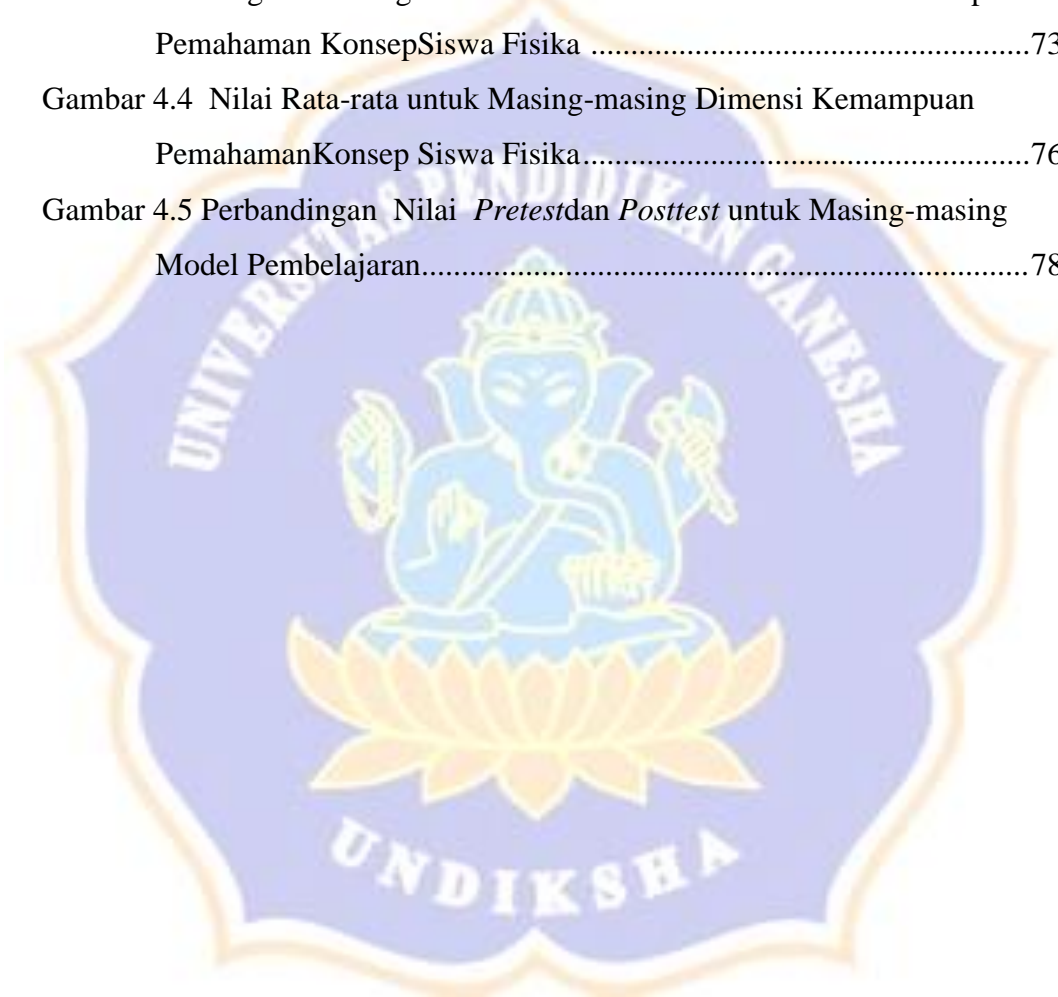 Pemahaman KonsepSiswa Fisika ......................................................73
Gambar 4.4 Nilai Rata-rata untuk Masing-masing Dimensi Kemampuan
PemahamanKonsep Siswa Fisika......................................................76
Gambar 4.5 Perbandingan Nilai Pretestdan Posttest untuk Masing-masing
Model Pembelajaran..........................................................................78
UNIVERSITAS PENDIDIKAN GANESHA
UNDIKSHA